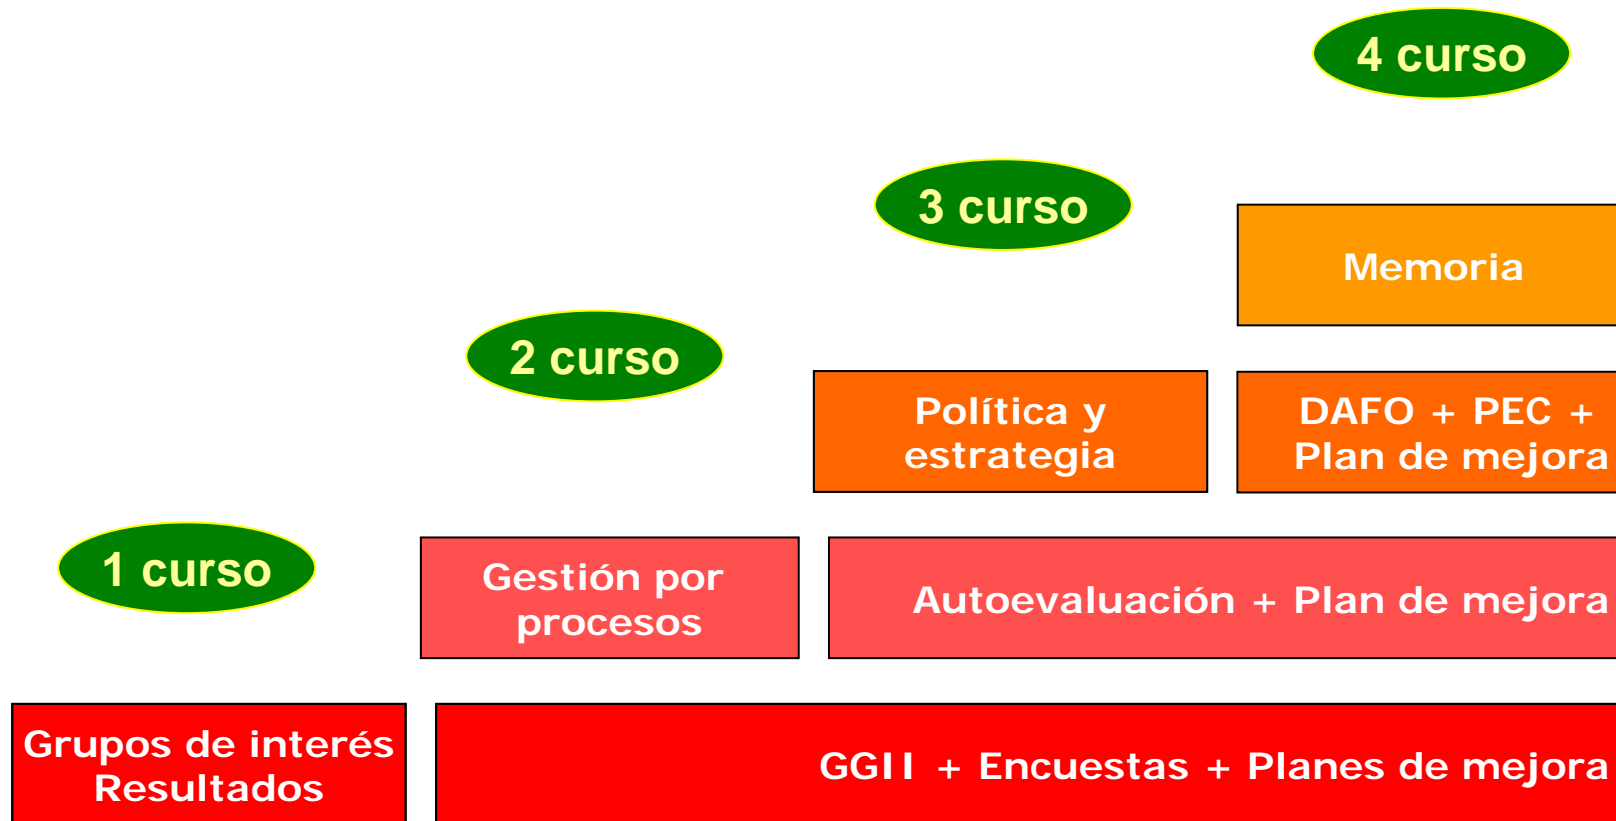 4 curso
3 curso
Memoria
2 curso
Política y
estrategia
DAFO + PEC +
Plan de mejora
1 curso
Gestión por
procesos
Autoevaluación + Plan de mejora
Grupos de interés
Resultados
GGII + Encuestas + Planes de mejora